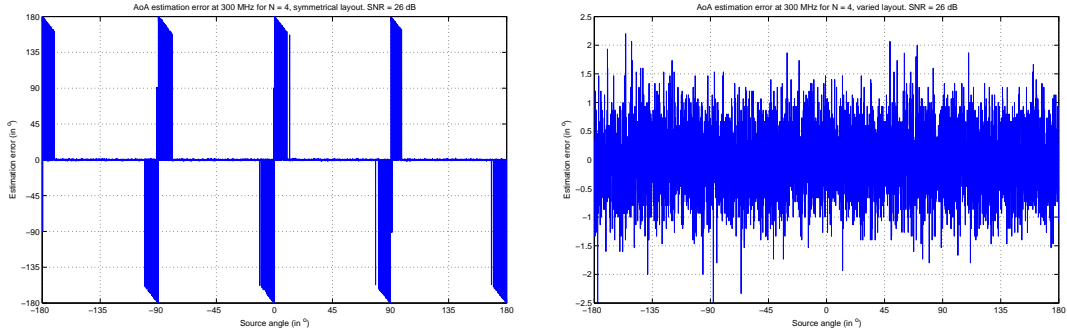 AoA estimation error at 300 MHz for N = 4, symmetrical layout. SNR = 26 dB
180
135
90
45
0
−45
−90
−135
−180
Estimation error (in °)
−180 −135 −90 −45 0 45 90 135 180
Source angle (in °)
AoA estimation error at 300 MHz for N = 4, varied layout. SNR = 26 dB
2.5
2
1.5
1
0.5
0
−0.5
−1
−1.5
−2
−2.5
Estimation error (in °)
−180 −135 −90 −45 0 45 90 135 180
Source angle (in °)